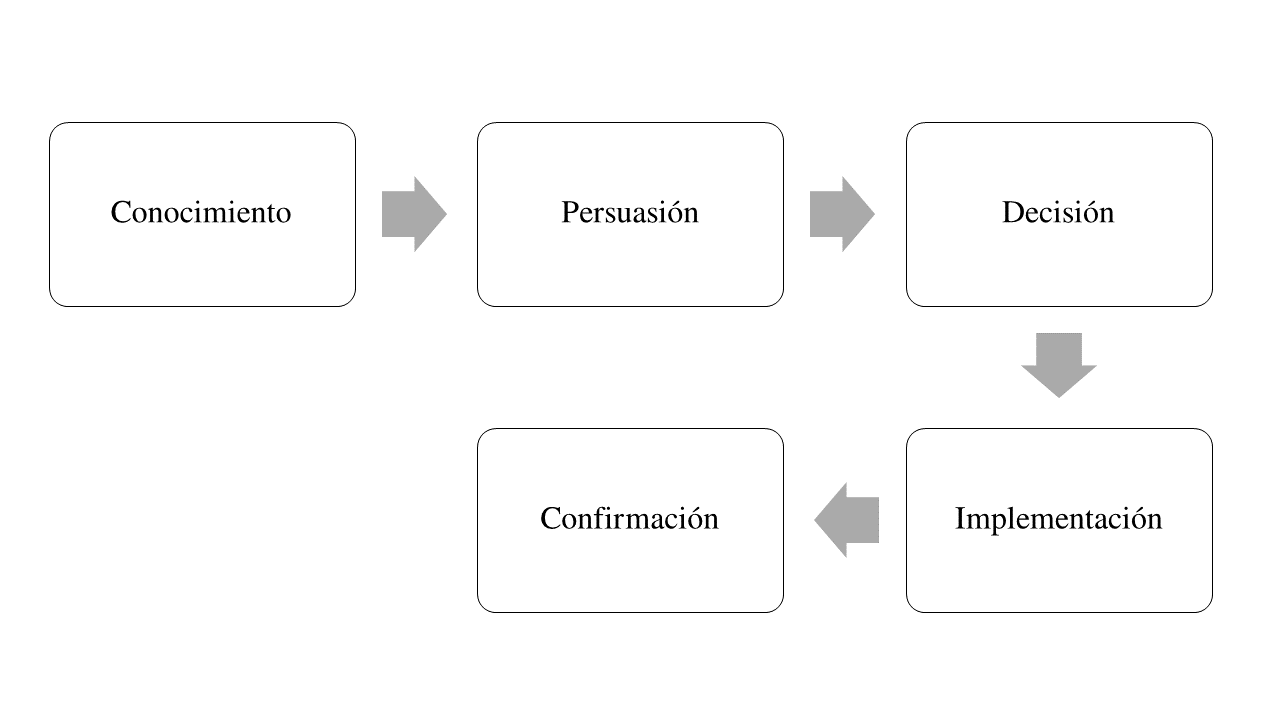 Conocimiento
Persuasión
Decisión
Implementación
Confirmación